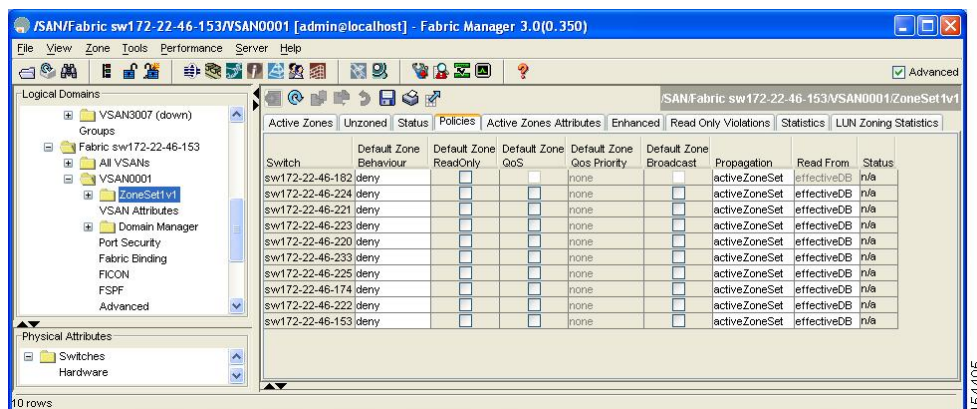 /SAN/Fabric sw172-22-46-153/VSAN0001 [admin@localhost] - Fabric Manager 3.0(0.350)
File View Zone Tools Performance Server Help
Advanced
Logical Domains
VSAN3007 (down)
Groups
Fabric sw172-22-46-153
All VSANs
VSAN0001
ZoneSet1v1
VSAN Attributes
Domain Manager
Port Security
Fabric Binding
FICON
FSPF
Advanced
Physical Attributes
Switches
Hardware
/SAN/Fabric sw172-22-46-153/VSAN0001/ZoneSet1v1
Active Zones Unzoned Status Policies Active Zones Attributes Enhanced Read Only Violations Statistics LUN Zoning Statistics
Default Zone Default Zone Default Zone Default Zone Default Zone
Switch Behaviour ReadOnly QoS Qos Priority Broadcast Propagation Read From Status
sw172-22-46-182 deny none activeZoneSet effectiveDB n/a
sw172-22-46-224 deny none activeZoneSet effectiveDB n/a
sw172-22-46-221 deny none activeZoneSet effectiveDB n/a
sw172-22-46-223 deny none activeZoneSet effectiveDB n/a
sw172-22-46-220 deny none activeZoneSet effectiveDB n/a
sw172-22-46-233 deny none activeZoneSet effectiveDB n/a
sw172-22-46-225 deny none activeZoneSet effectiveDB n/a
sw172-22-46-174 deny none activeZoneSet effectiveDB n/a
sw172-22-46-222 deny none activeZoneSet effectiveDB n/a
sw172-22-46-153 deny none activeZoneSet effectiveDB n/a
10 rows